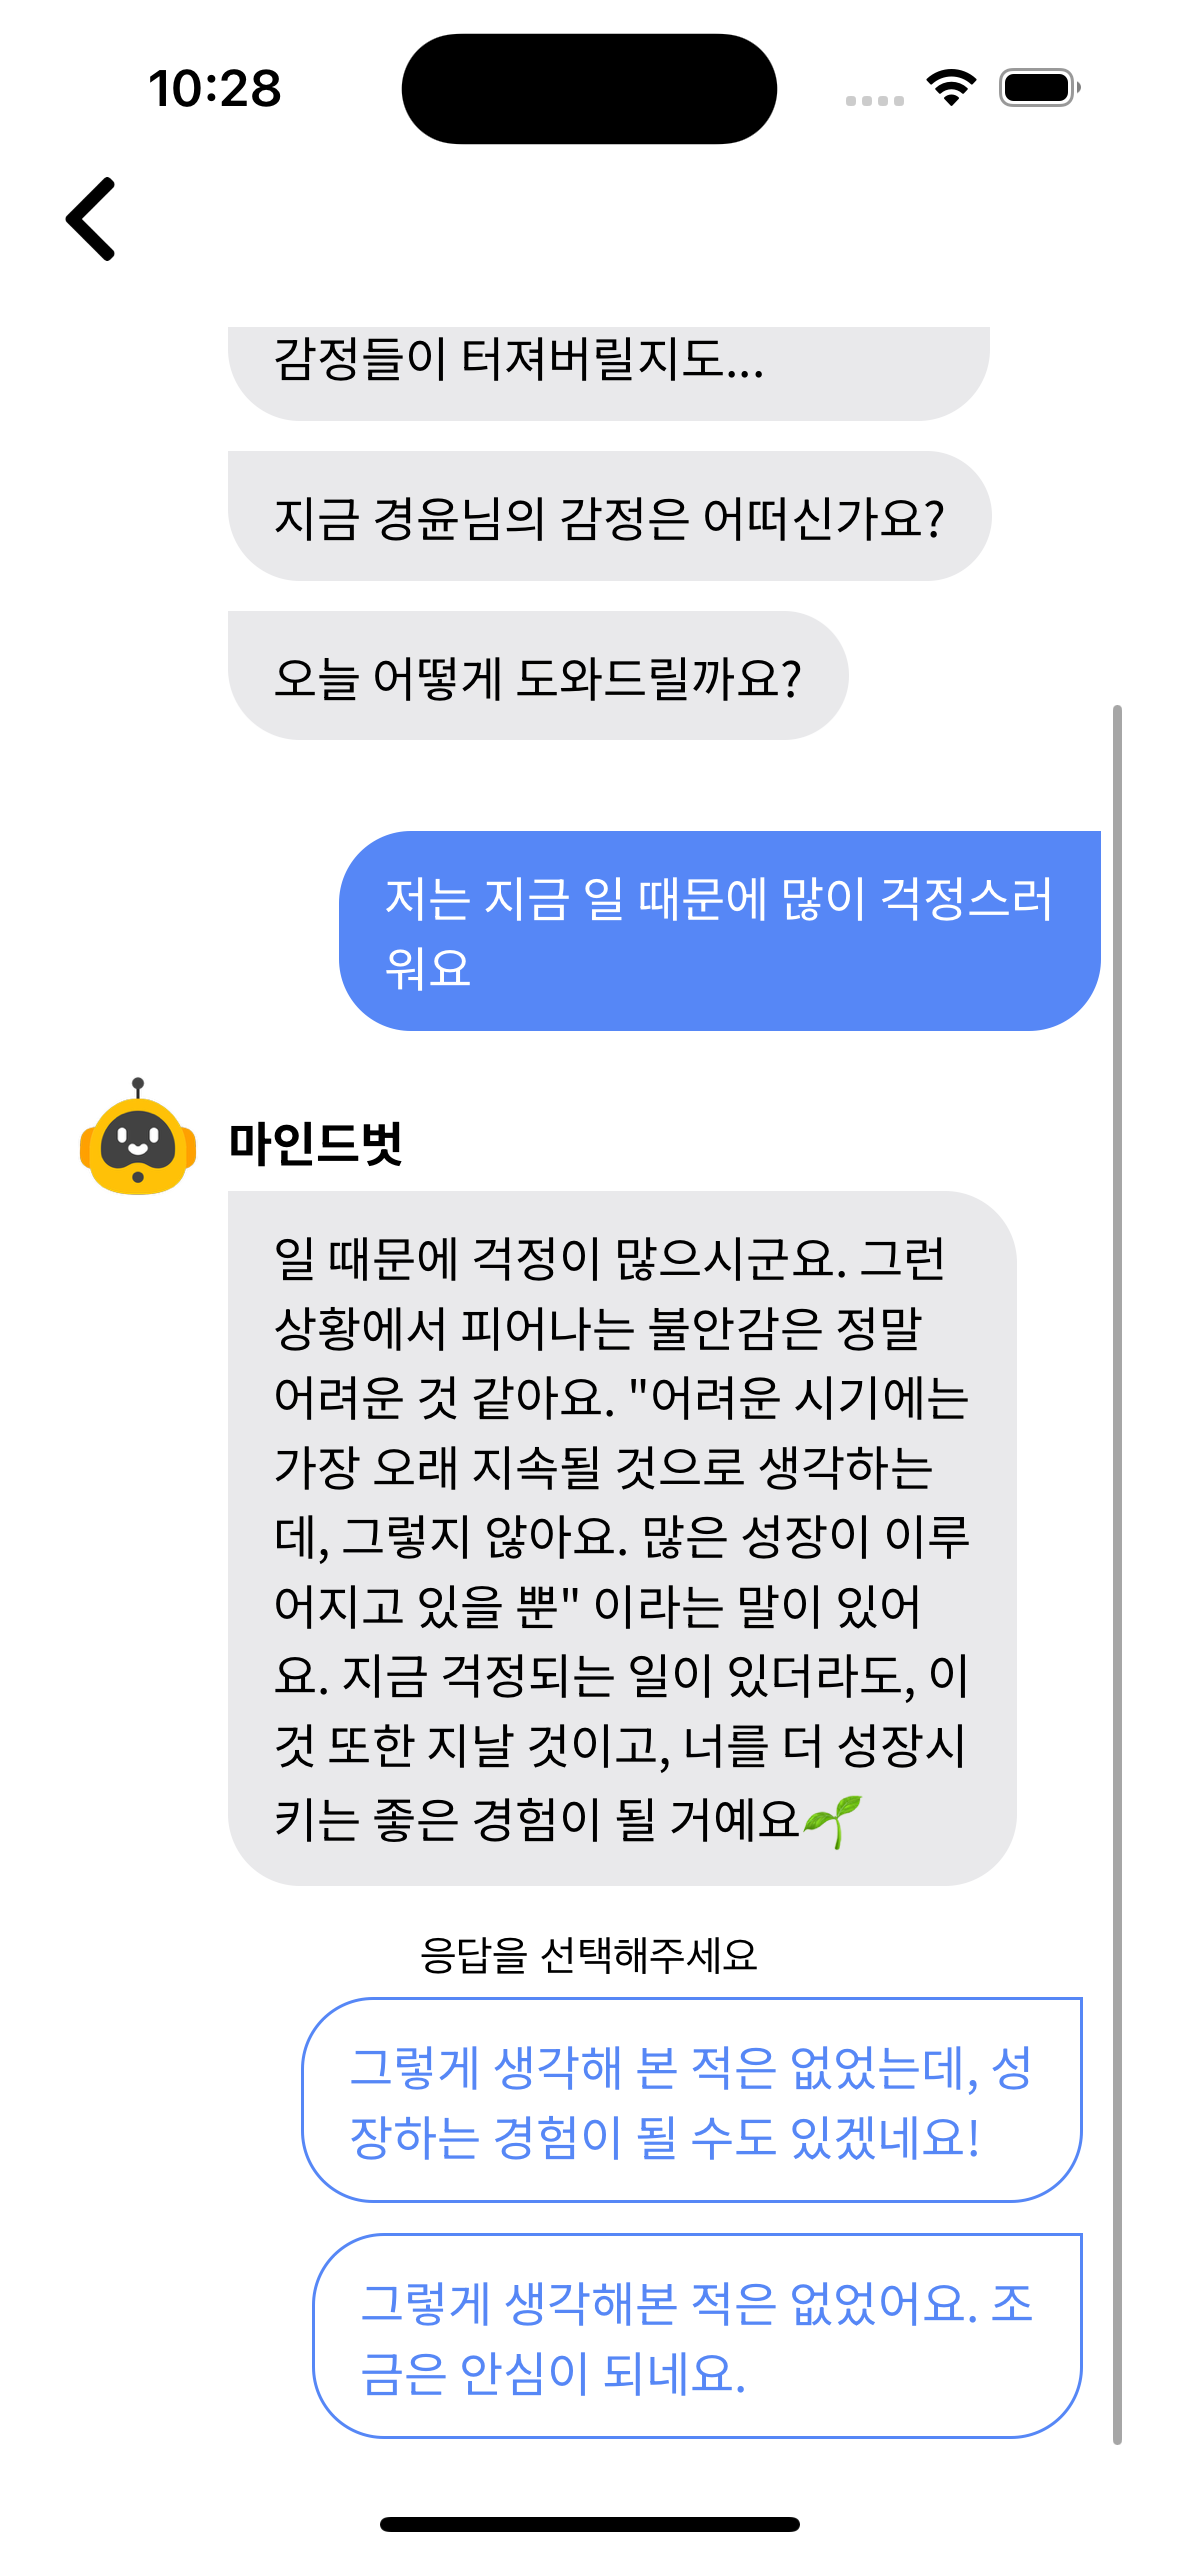 10:28
감정들이 터져버릴지도...
지금 경윤님의 감정은 어떠신가요?
오늘 어떻게 도와드릴까요?
저는 지금 일 때문에 많이 걱정스러
워요
마인드벗
일 때문에 걱정이 많으시군요. 그런
상황에서 피어나는 불안감은 정말
어려운 것 같아요. "어려운 시기에는
가장 오래 지속될 것으로 생각하는
데, 그렇지 않아요. 많은 성장이 이루
어지고 있을 뿐" 이라는 말이 있어
요. 지금 걱정되는 일이 있더라도, 이
것 또한 지날 것이고, 너를 더 성장시
키는 좋은 경험이 될 거예요🌱
응답을 선택해주세요
그렇게 생각해 본 적은 없었는데, 성
장하는 경험이 될 수도 있겠네요!
그렇게 생각해본 적은 없었어요. 조
금은 안심이 되네요.